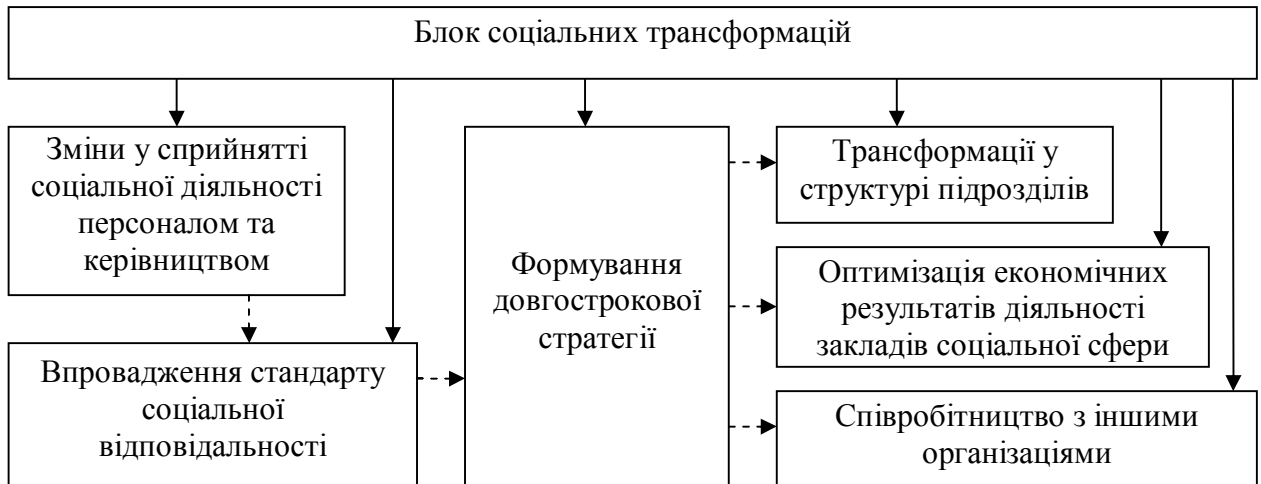 Блок соціальних трансформацій
Зміни у сприйнятті
соціальної діяльності
персоналом та
керівництвом
Впровадження стандарту
соціальної
відповідальності
Формування
довгострокової
стратегії
Трансформації у
структурі підрозділів
Оптимізація економічних
результатів діяльності
закладів соціальної сфери
Співробітництво з іншими
організаціями